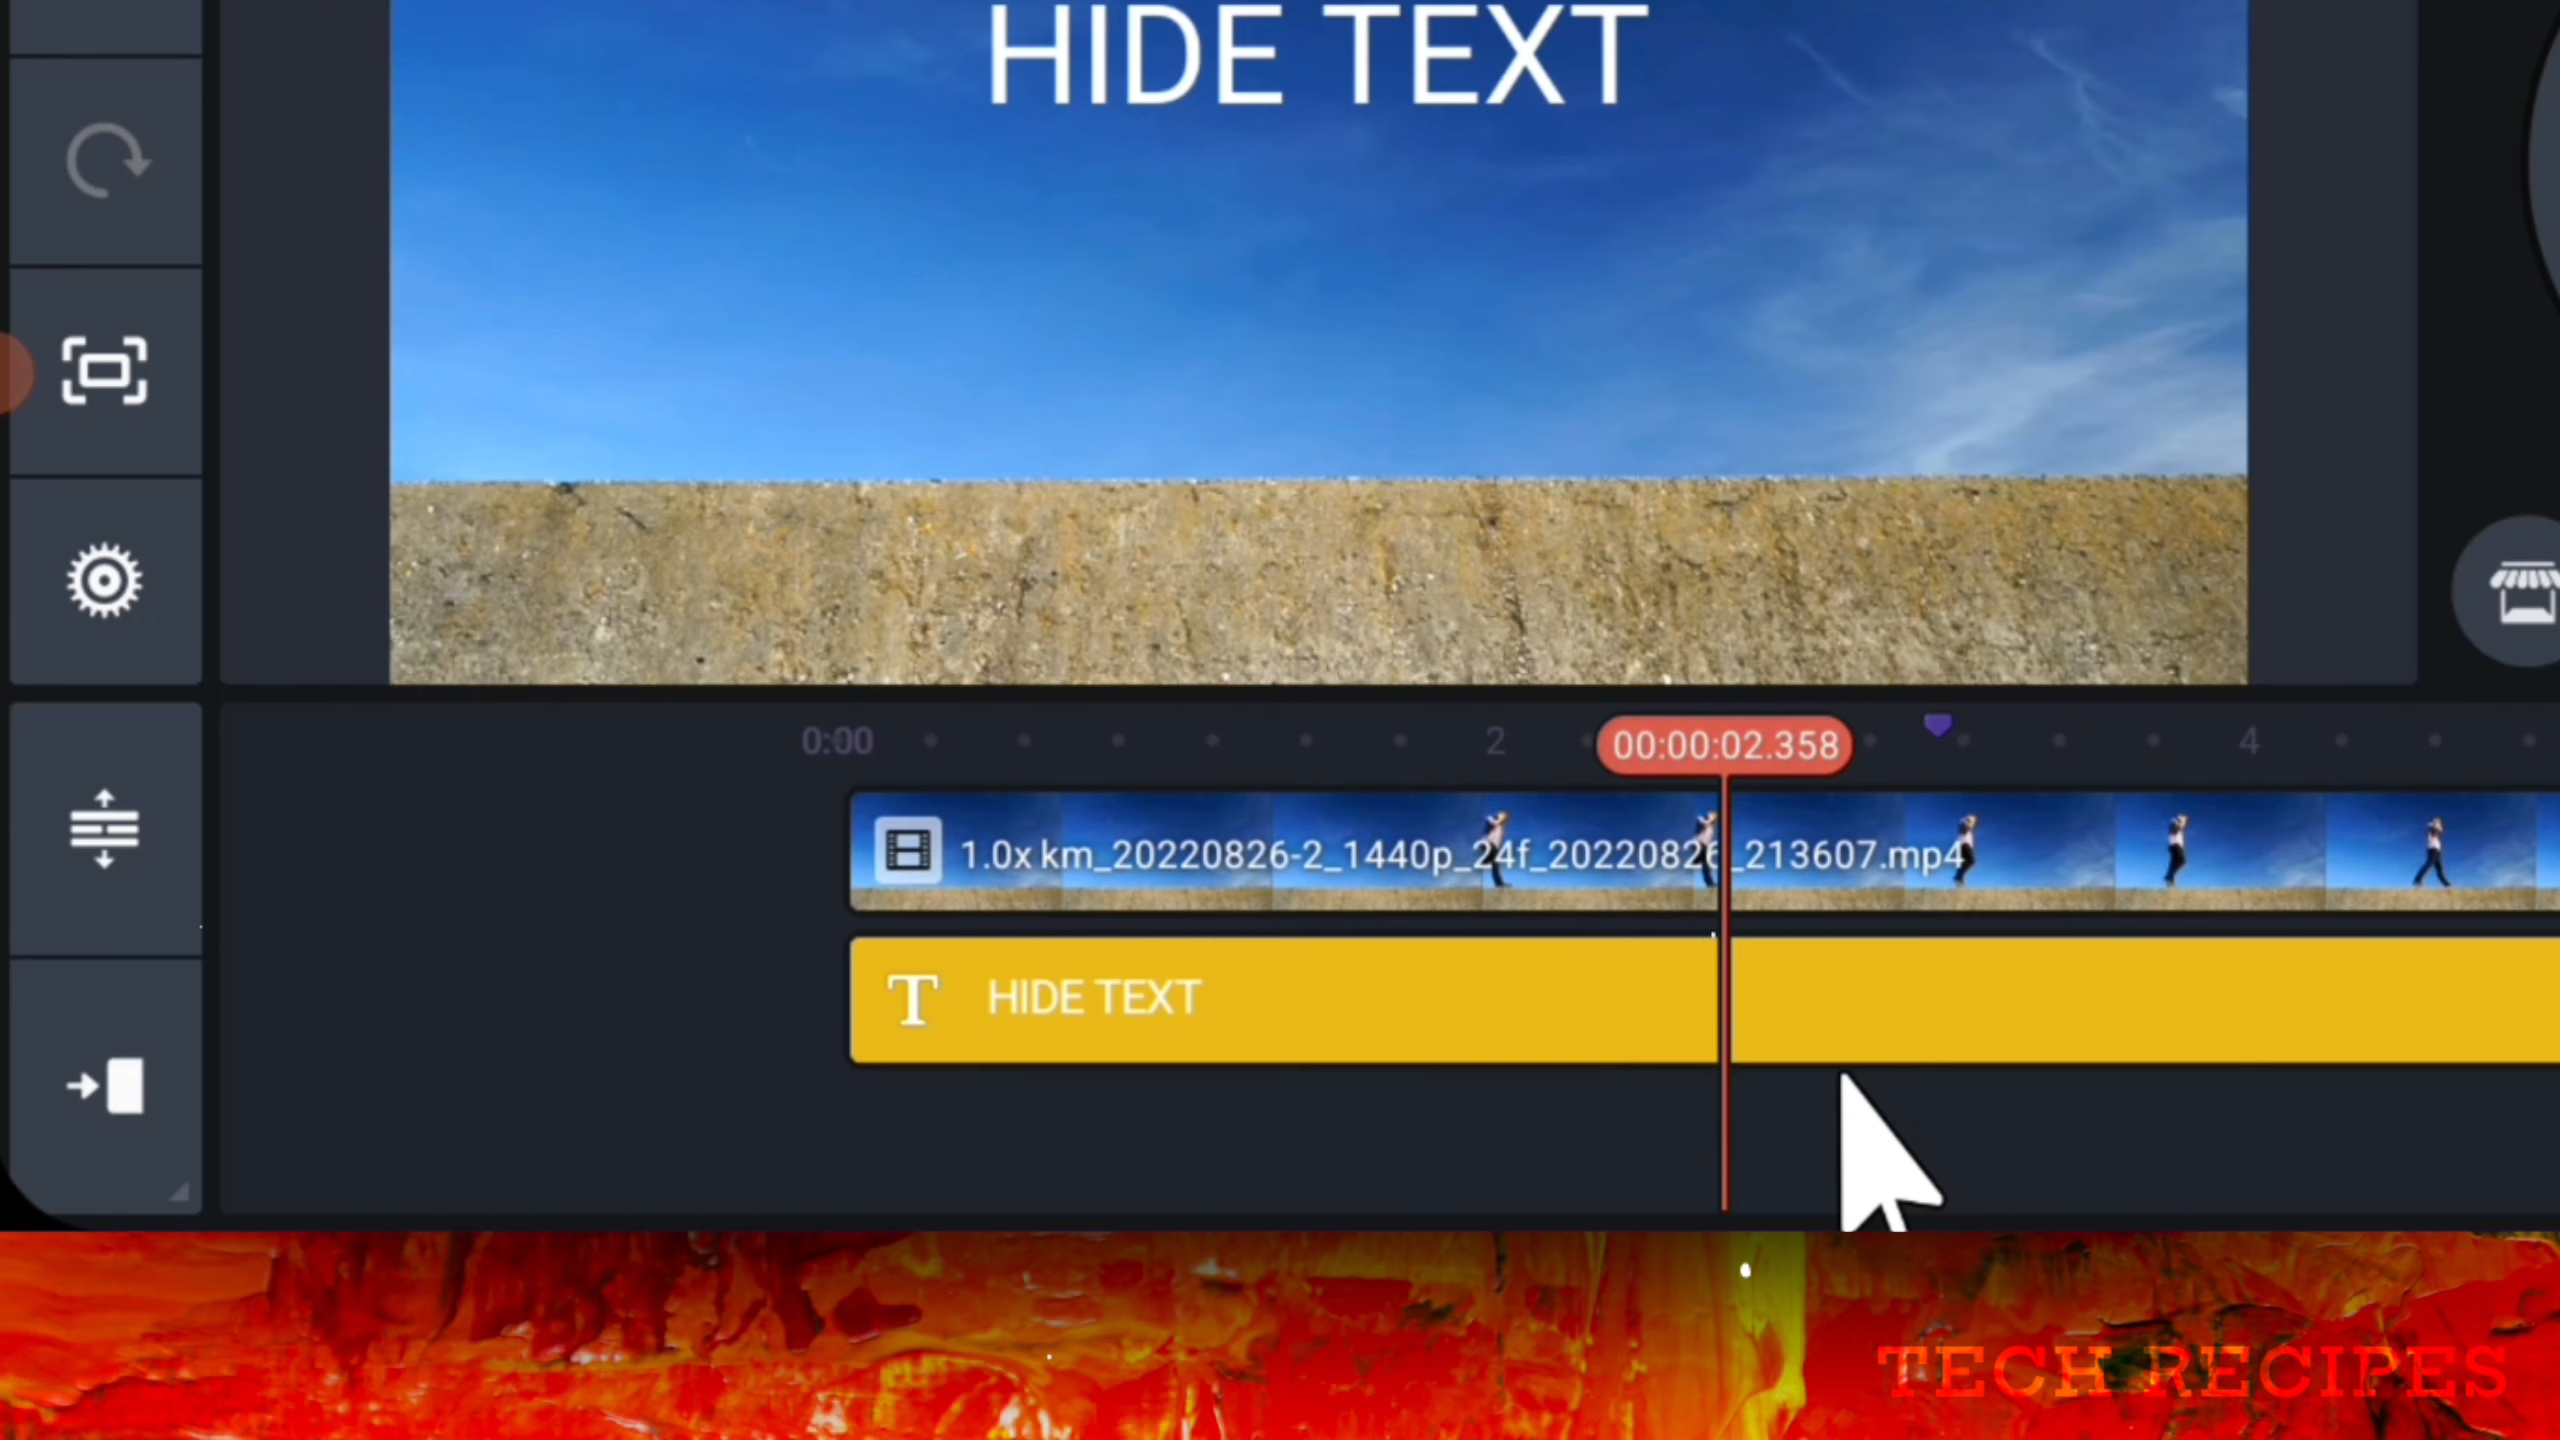 HIDE TEXT
0:00
2
00:00:02.358
4
1.0x km_20220826-2_1440p_24f_20220826_213607.mp4
T HIDE TEXT
TECH RECIPES